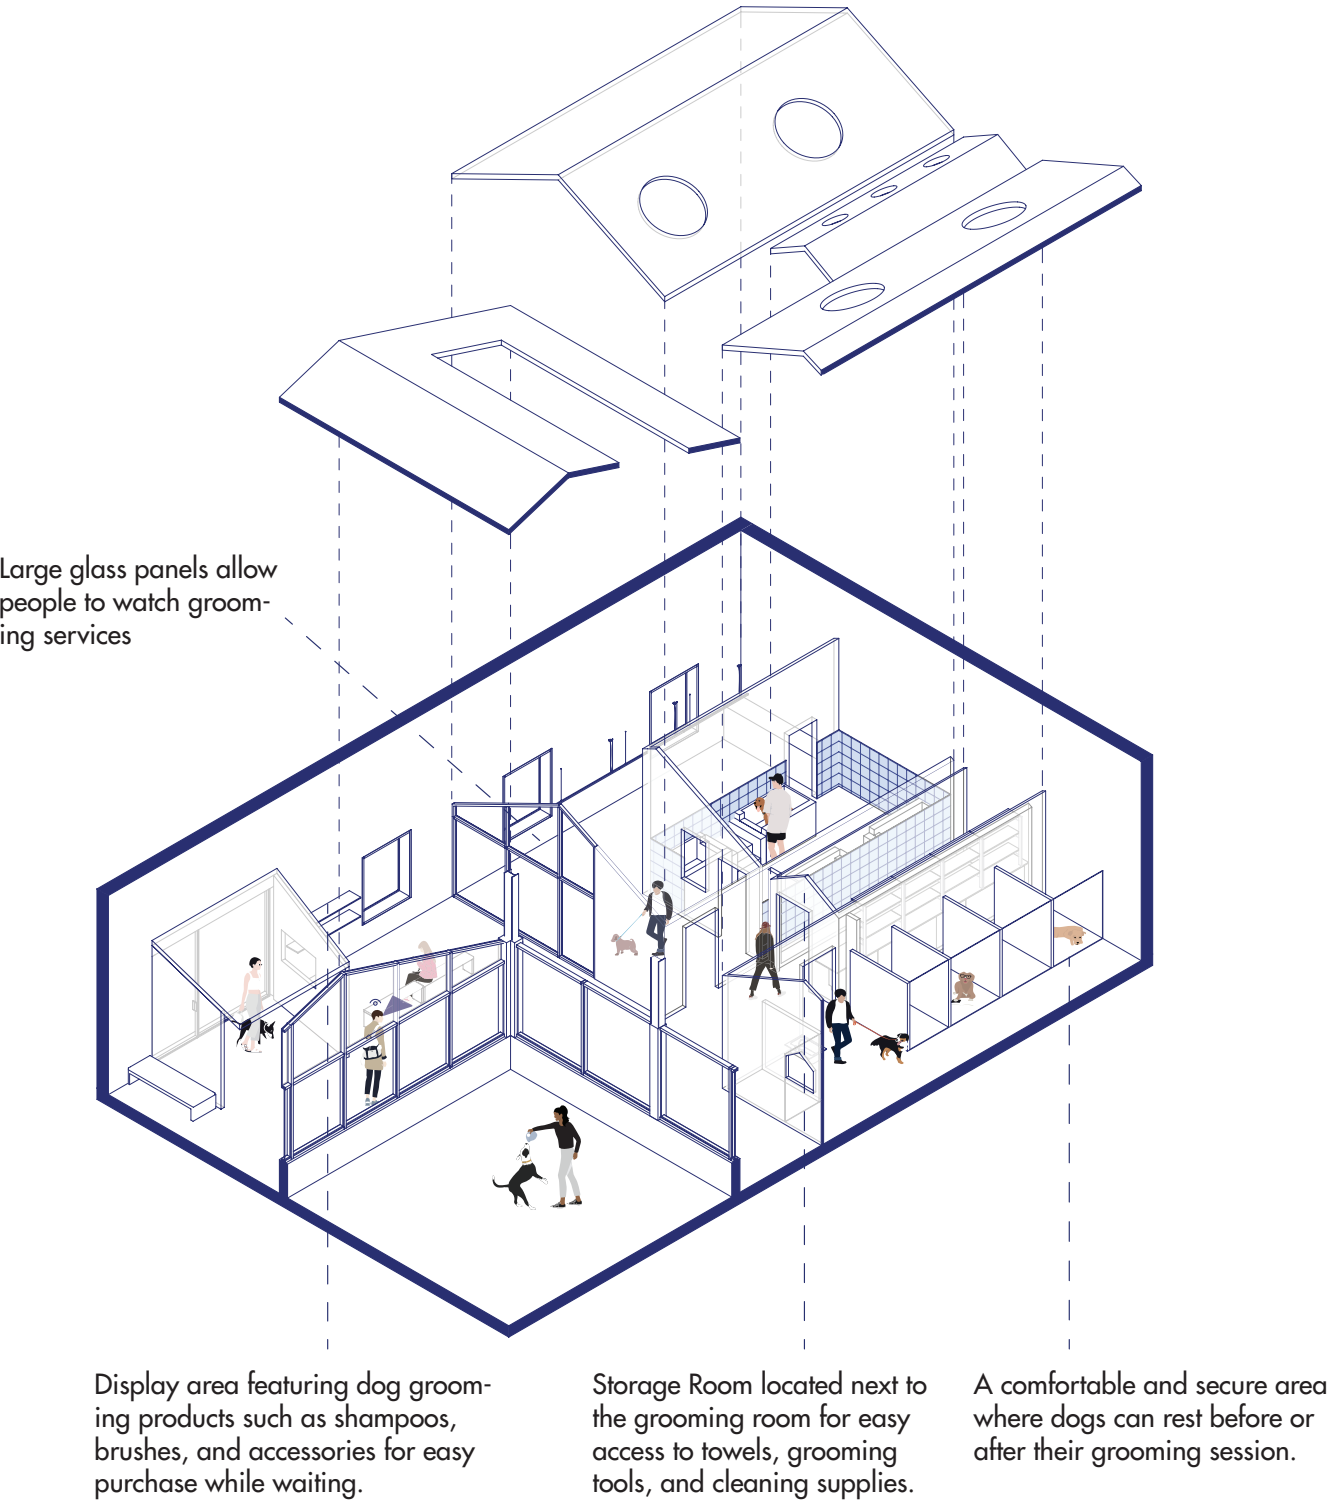 Large glass panels allow
people to watch groom-
ing services
Display area featuring dog groom-
ing products such as shampoos,
brushes, and accessories for easy
purchase while waiting.
Storage Room located next to
the grooming room for easy
access to towels, grooming
tools, and cleaning supplies.
A comfortable and secure area
where dogs can rest before or
after their grooming session.